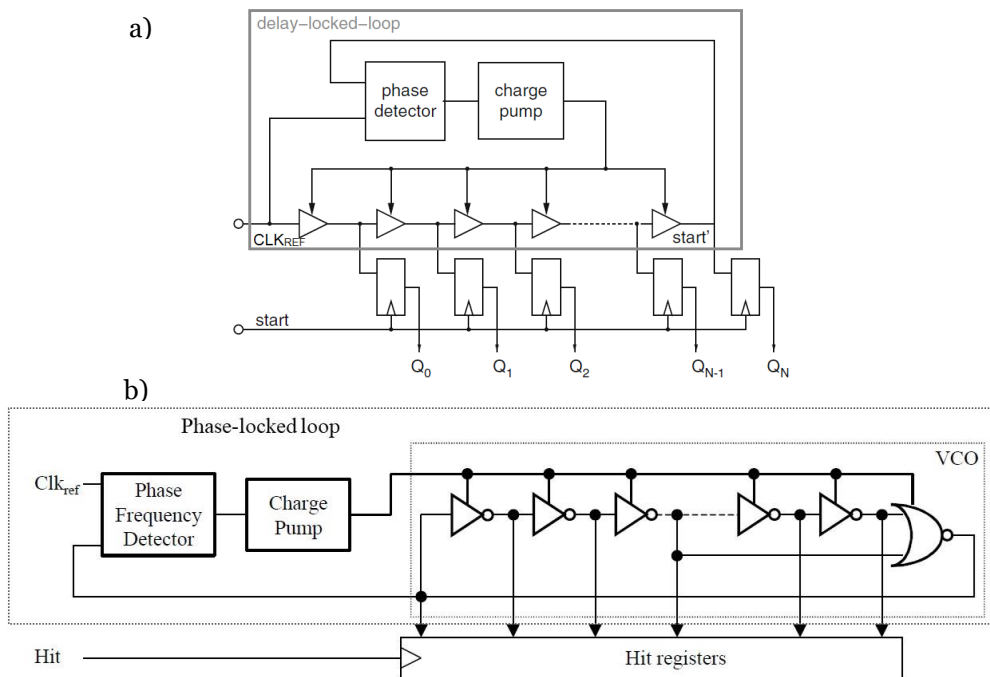 a)
delay-locked-loop
phase
detector
charge
pump
CLKREF
start'
start
Q0
Q1
Q2
QN-1
QN
b)
Phase-locked loop
VCO
Clkref
Phase
Frequency
Detector
Charge
Pump
Hit
Hit registers